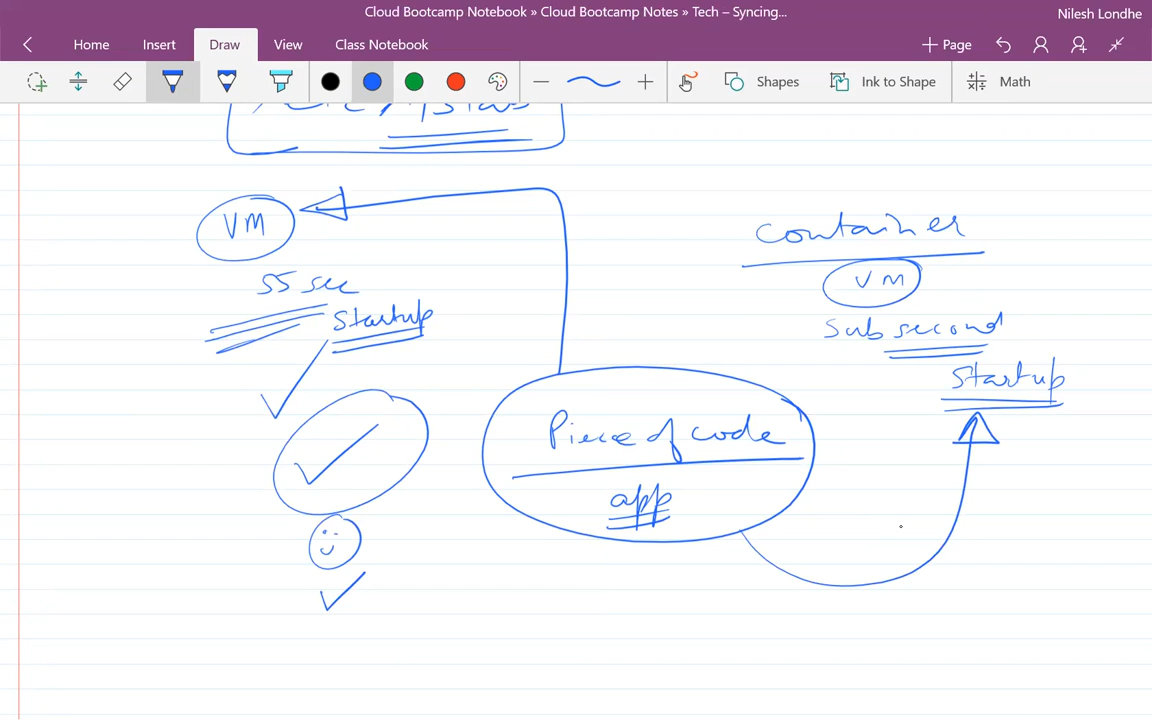 Cloud Bootcamp Notebook » Cloud Bootcamp Notes » Tech – Syncing...
Nilesh Londhe
Home Insert Draw View Class Notebook
Page
Shapes Ink to Shape Math
VM
55 sec
Startup
Container
VM
Sub second
Startup
Piece of code
app